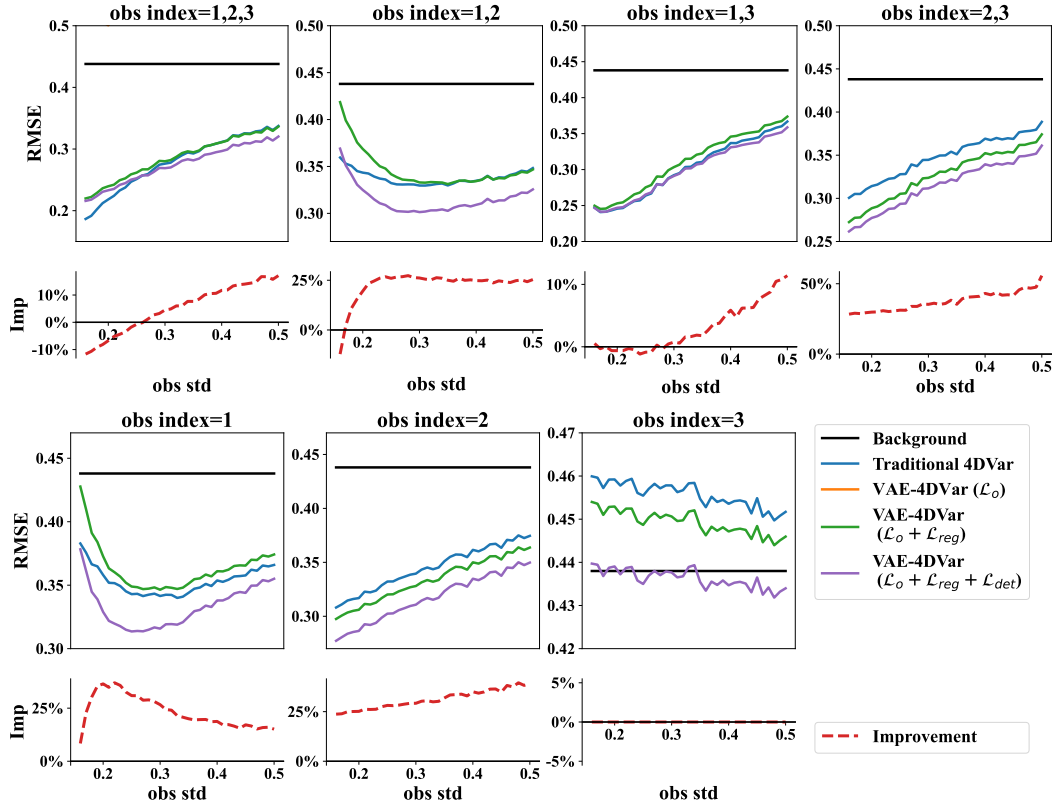 obs index=1,2,3 obs index=1,2 obs index=1,3 obs index=2,3
RMSE
0.5 0.50 0.50 0.50
0.4 0.45 0.45 0.45
0.3 0.40 0.40 0.40
0.2 0.35 0.35 0.35
0.30 0.30 0.30
0.25 0.25
0.20
Imp
10% 25% 10% 50%
0% 0% 0% 0%
-10%
0.2 0.3 0.4 0.5 0.2 0.3 0.4 0.5 0.2 0.3 0.4 0.5 0.2 0.3 0.4 0.5
obs std obs std obs std obs std
obs index=1 obs index=2 obs index=3
RMSE
0.45 0.45 0.47
0.40 0.40 0.46
0.35 0.35 0.45
0.30 0.30 0.44
0.43
0.42
Background
Traditional 4DVar
VAE-4DVar (ℒₒ)
VAE-4DVar
(ℒₒ + ℒ_reg)
VAE-4DVar
(ℒₒ + ℒ_reg + ℒ_det)
Imp
25% 25% 5%
0% 0% 0%
-5%
0.2 0.3 0.4 0.5 0.2 0.3 0.4 0.5 0.2 0.3 0.4 0.5
obs std obs std obs std
Improvement